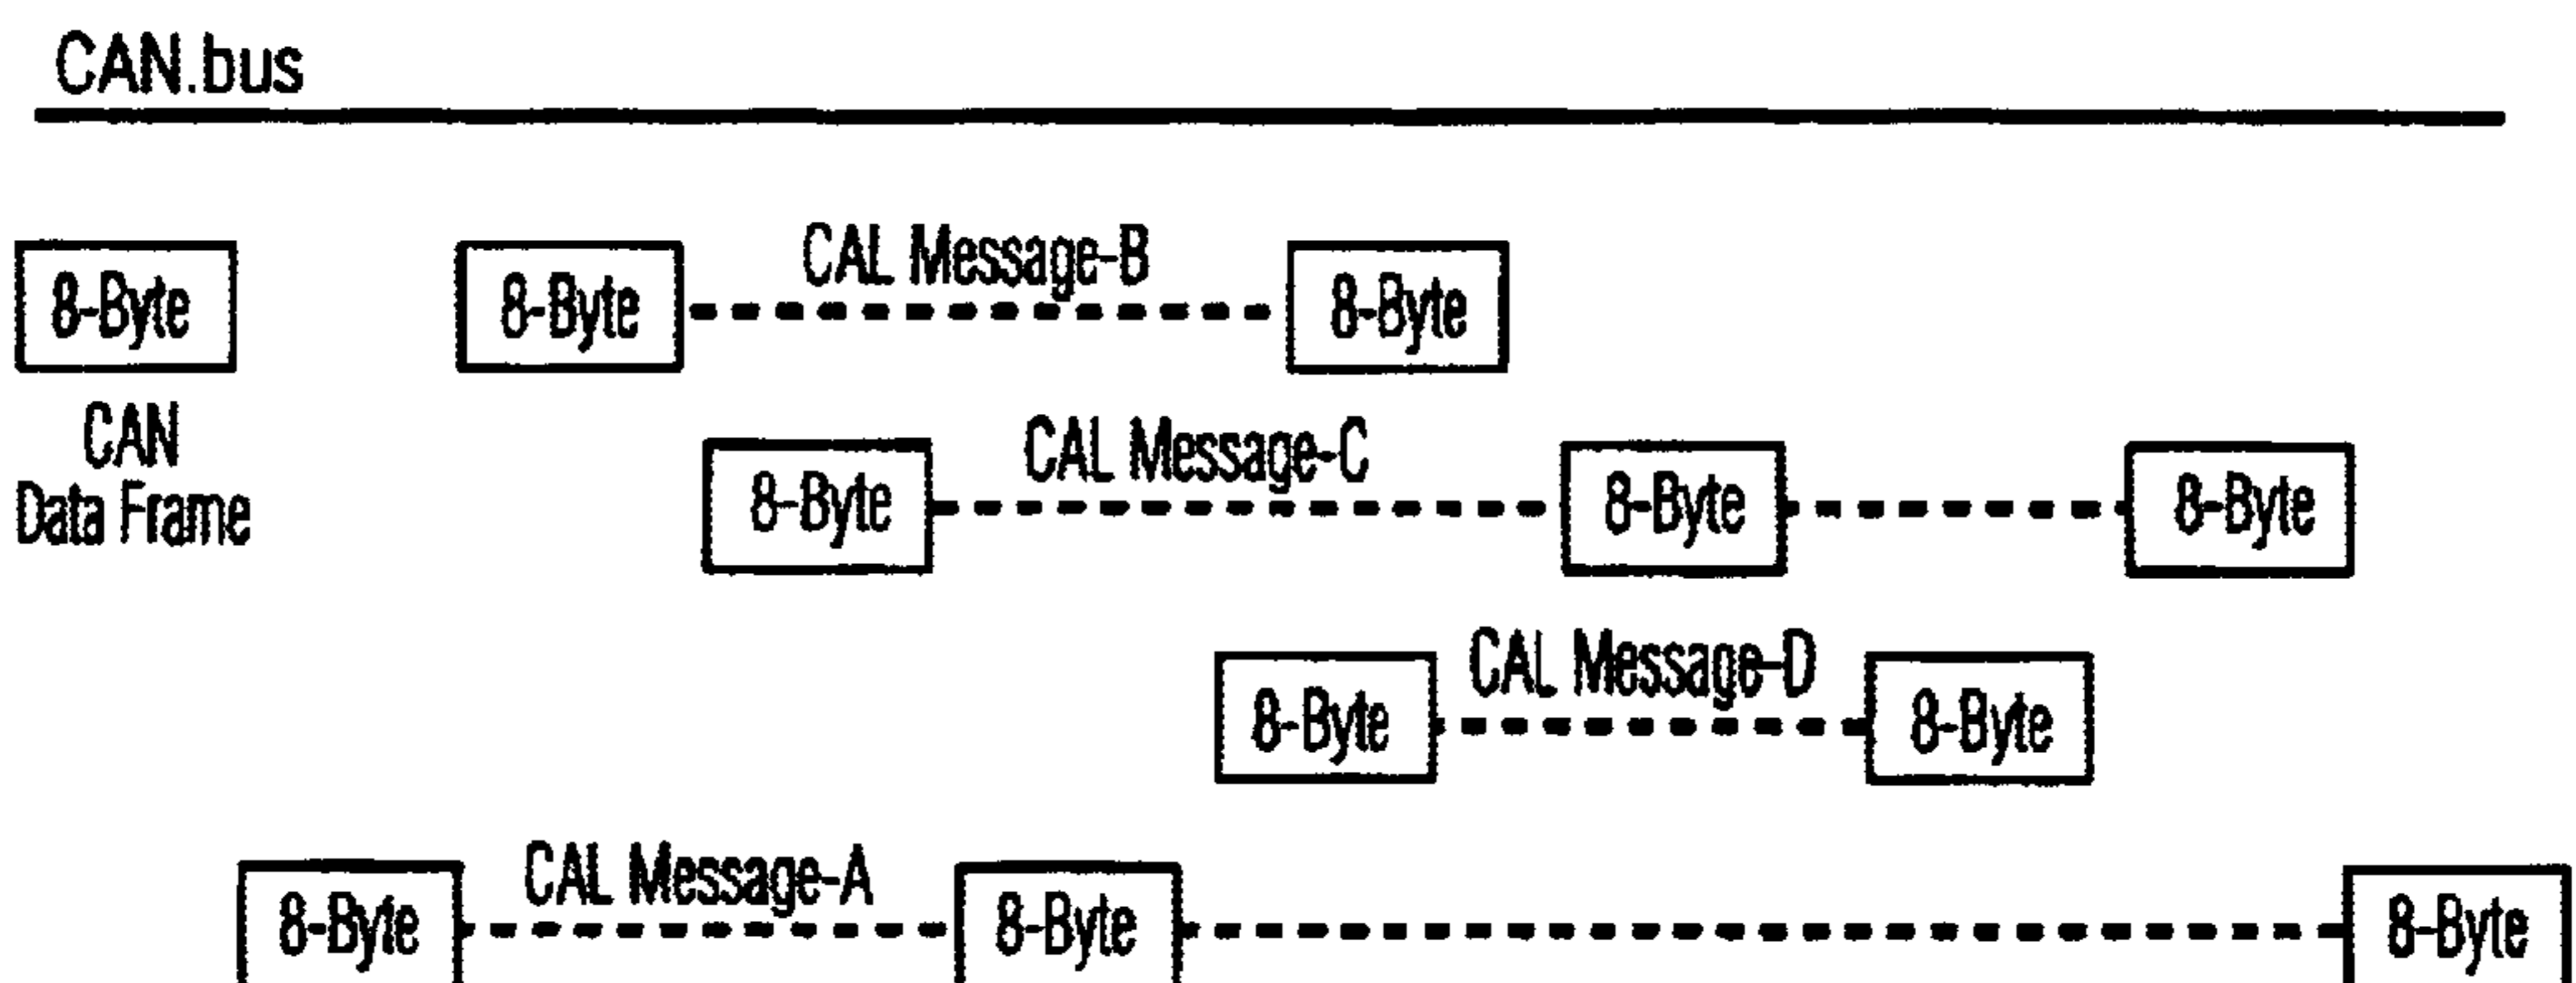 CAN.bus
8-Byte
8-Byte
CAL Message-B
8-Byte
CAN
Data Frame
8-Byte
CAL Message-C
8-Byte
8-Byte
8-Byte
CAL Message-D
8-Byte
8-Byte
CAL Message-A
8-Byte
8-Byte